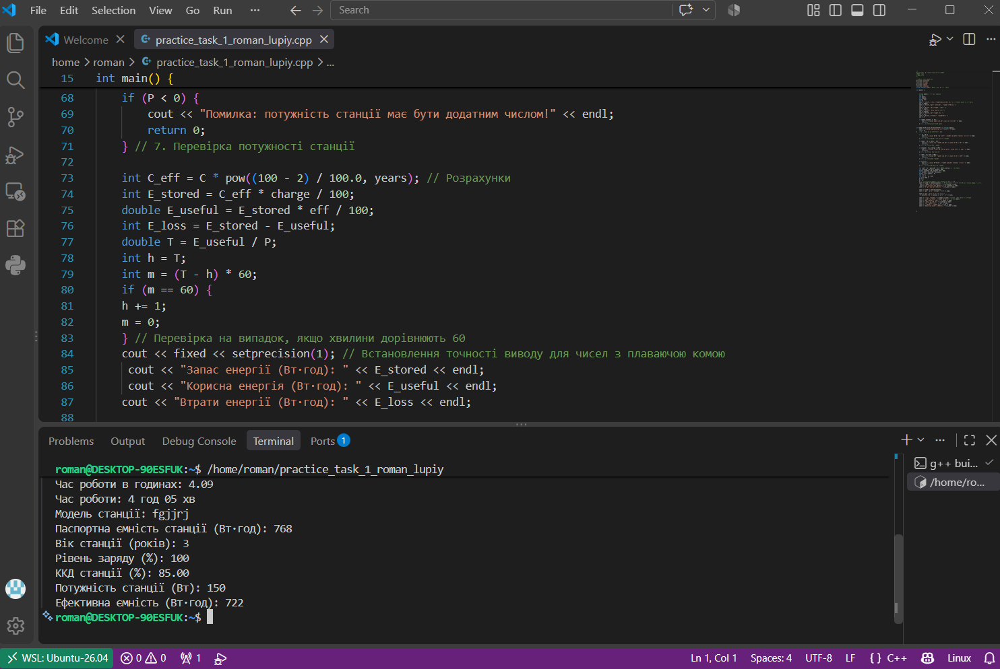 File Edit Selection View Go Run ··· Search
Welcome practice_task_1_roman_lupiy.cpp
home > roman > practice_task_1_roman_lupiy.cpp > ...
15 int main() {
68 if (P < 0) {
69 cout << "Помилка: потужність станції має бути додатним числом!" << endl;
70 return 0;
71 } // 7. Перевірка потужності станції
72
73 int C_eff = C * pow((100 - 2) / 100.0, years); // Розрахунки
74 int E_stored = C_eff * charge / 100;
75 double E_useful = E_stored * eff / 100;
76 int E_loss = E_stored - E_useful;
77 double T = E_useful / P;
78 int h = T;
79 int m = (T - h) * 60;
80 if (m == 60) {
81 h += 1;
82 m = 0;
83 } // Перевірка на випадок, якщо хвилини дорівнюють 60
84 cout << fixed << setprecision(1); // Встановлення точності виводу для чисел з плаваючою комою
85 cout << "Запас енергії (Вт·год): " << E_stored << endl;
86 cout << "Корисна енергія (Вт·год): " << E_useful << endl;
87 cout << "Втрати енергії (Вт·год): " << E_loss << endl;
88
Problems Output Debug Console Terminal Ports 1
roman@DESKTOP-90ESFUK:~$ /home/roman/practice_task_1_roman_lupiy
Час роботи в годинах: 4.09
Час роботи: 4 год 05 хв
Модель станції: fgjjrj
Паспортна ємність станції (Вт·год): 768
Вік станції (років): 3
Рівень заряду (%): 100
ККД станції (%): 85.00
Потужність станції (Вт): 150
Ефективна ємність (Вт·год): 722
roman@DESKTOP-90ESFUK:~$
g++ bui...
/home/ro...
WSL: Ubuntu-26.04 0 0 1 Ln 1, Col 1 Spaces: 4 UTF-8 LF {} C++ Linux